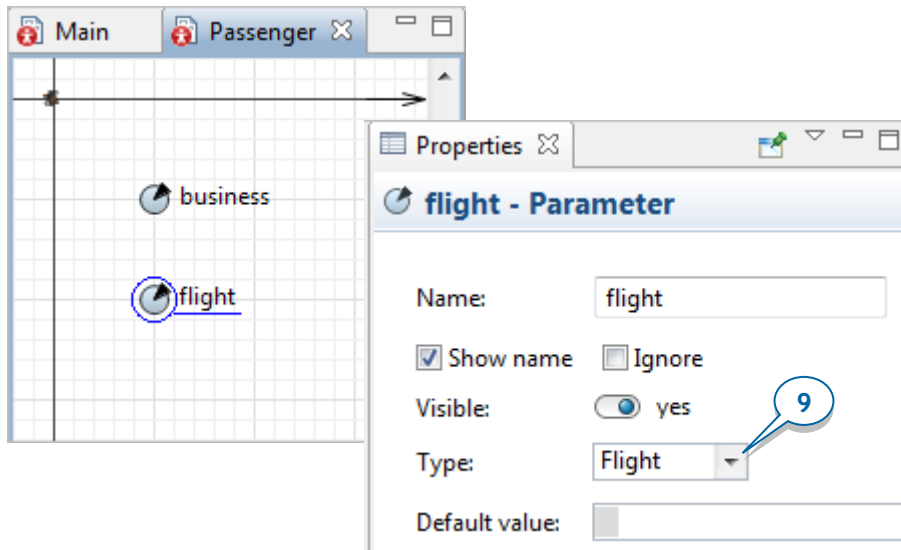 Main
Passenger
business
flight
Properties
flight - Parameter
Name: flight
Show name Ignore
Visible: yes
9
Type: Flight
Default value: